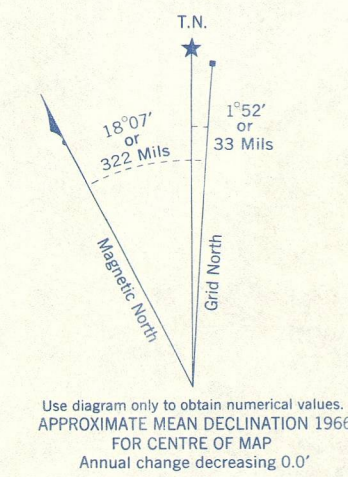 T.N.
18°07′
or
322 Mils
1°52′
or
33 Mils
Magnetic North
Grid North
Use diagram only to obtain numerical values.
APPROXIMATE MEAN DECLINATION 1966
FOR CENTRE OF MAP
Annual change decreasing 0.0′